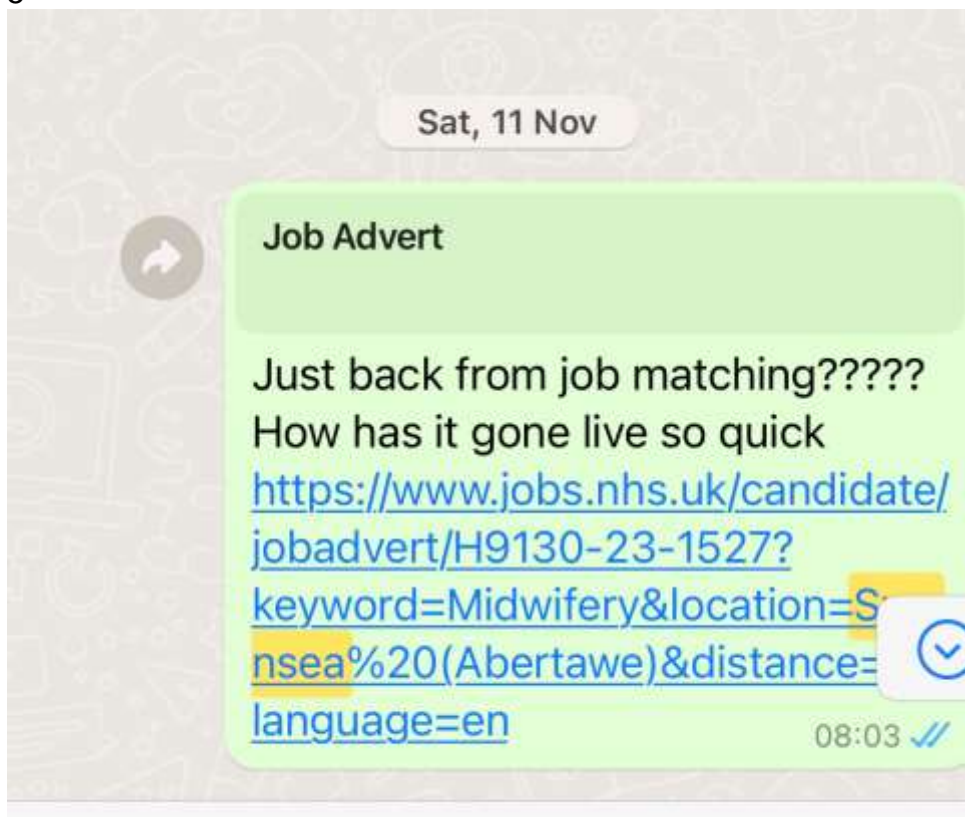 Sat, 11 Nov
Job Advert
Just back from job matching?????
How has it gone live so quick
https://www.jobs.nhs.uk/candidate/
jobadvert/H9130-23-1527?
keyword=Midwifery&location=S
nsea%20(Abertawe)&distance=
language=en
08:03